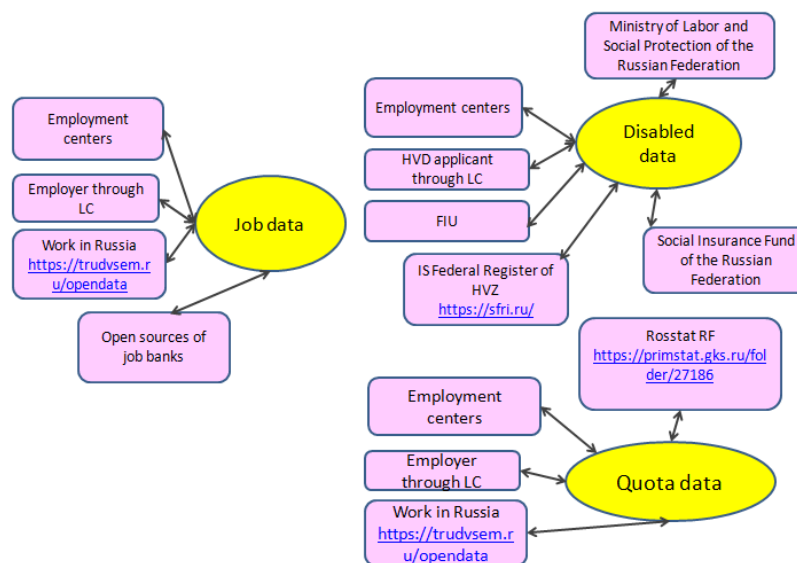 Employment
centers
Employer through
LC
Work in Russia
https://trudvsem.r
u/opendata
Open sources of
job banks
Job data
Ministry of Labor and
Social Protection of the
Russian Federation
Employment centers
HVD applicant
through LC
FIU
IS Federal Register of
HVZ
https://sfri.ru/
Disabled
data
Social Insurance Fund
of the Russian
Federation
Rosstat RF
https://primstat.gks.ru/fol
der/27186
Employment
centers
Employer
through LC
Work in Russia
https://trudvsem.r
u/opendata
Quota data